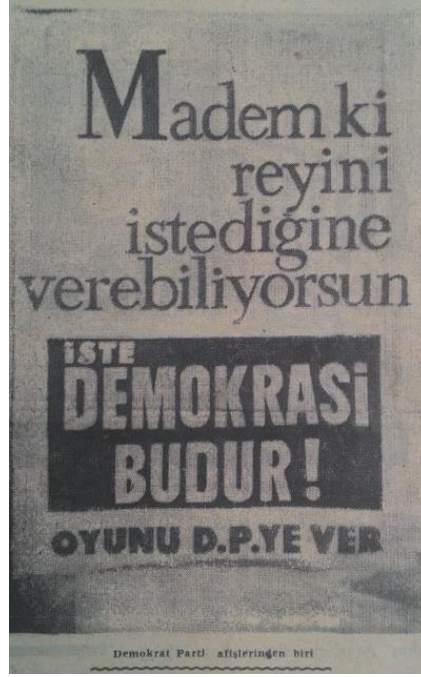 Madem ki
reyini
istediğine
verebiliyorsun
İŞTE
DEMOKRASİ
BUDUR!
OYUNU D.P.YE VER
Demokrat Parti afişlerinden biri